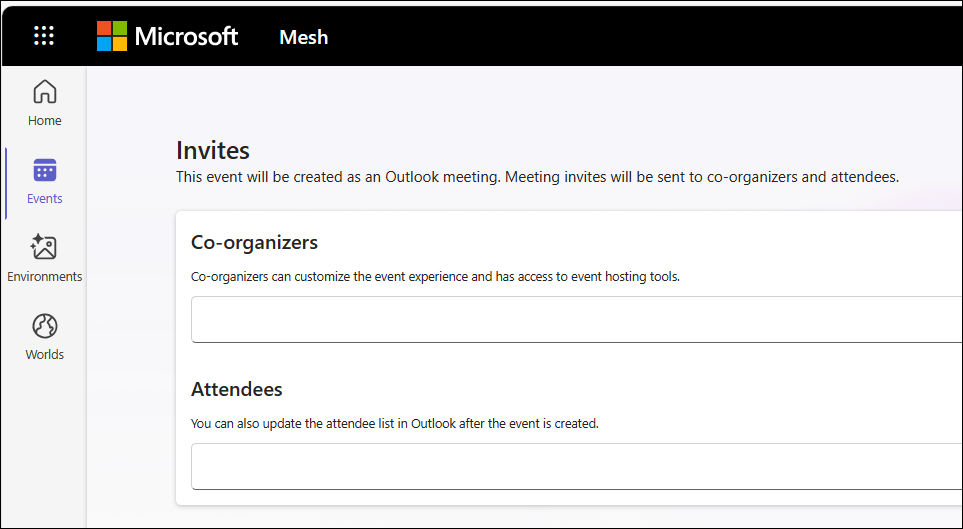 Microsoft Mesh
Home
Events
Environments
Worlds
Invites
This event will be created as an Outlook meeting. Meeting invites will be sent to co-organizers and attendees.
Co-organizers
Co-organizers can customize the event experience and has access to event hosting tools.
Attendees
You can also update the attendee list in Outlook after the event is created.